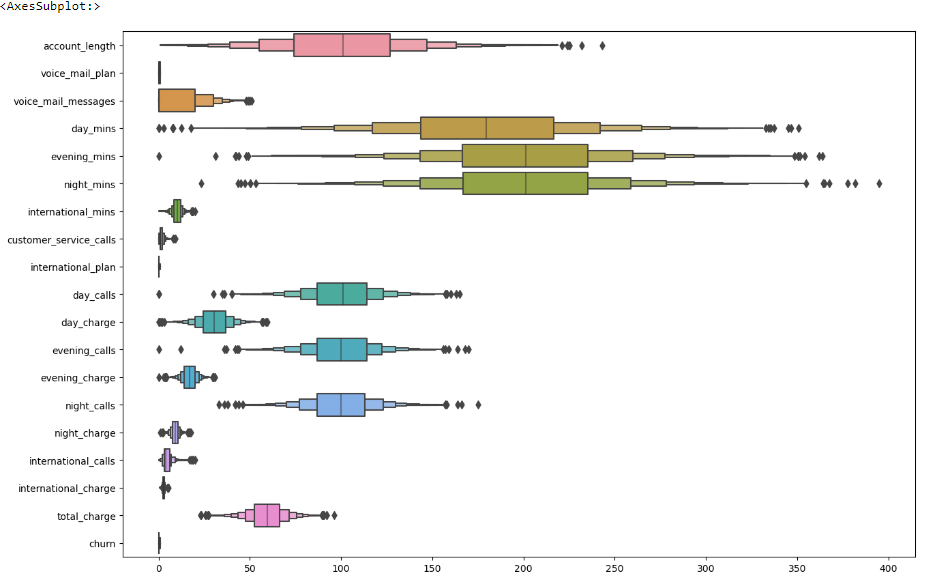 <AxesSubplot:>
account_length
voice_mail_plan
voice_mail_messages
day_mins
evening_mins
night_mins
international_mins
customer_service_calls
international_plan
day_calls
day_charge
evening_calls
evening_charge
night_calls
night_charge
international_calls
international_charge
total_charge
churn
0 50 100 150 200 250 300 350 400